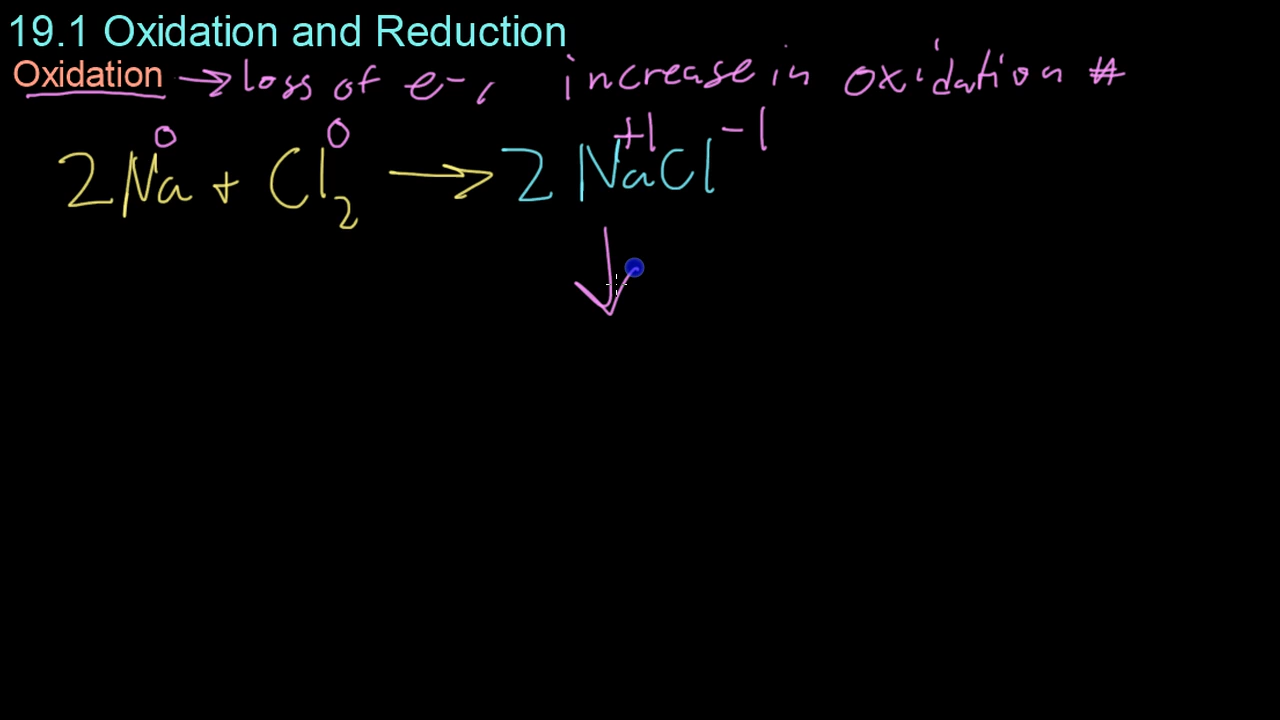 19.1 Oxidation and Reduction
Oxidation → loss of e-, increase in oxidation #
0 0 +1 -1
2Na + Cl2 → 2 NaCl